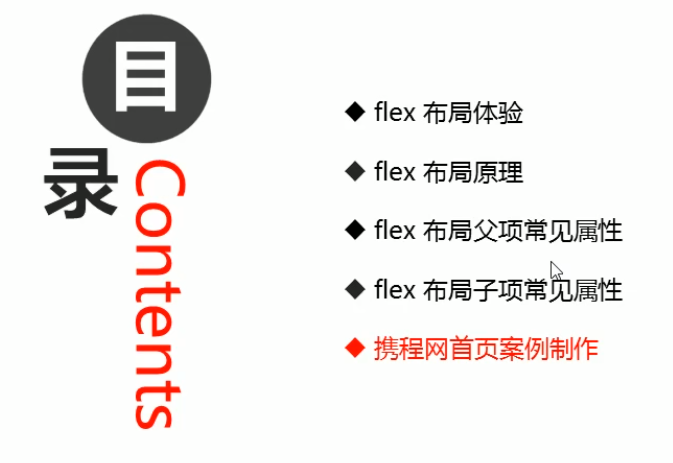 目录
Contents
flex 布局体验
flex 布局原理
flex 布局父项常见属性
flex 布局子项常见属性
携程网首页案例制作